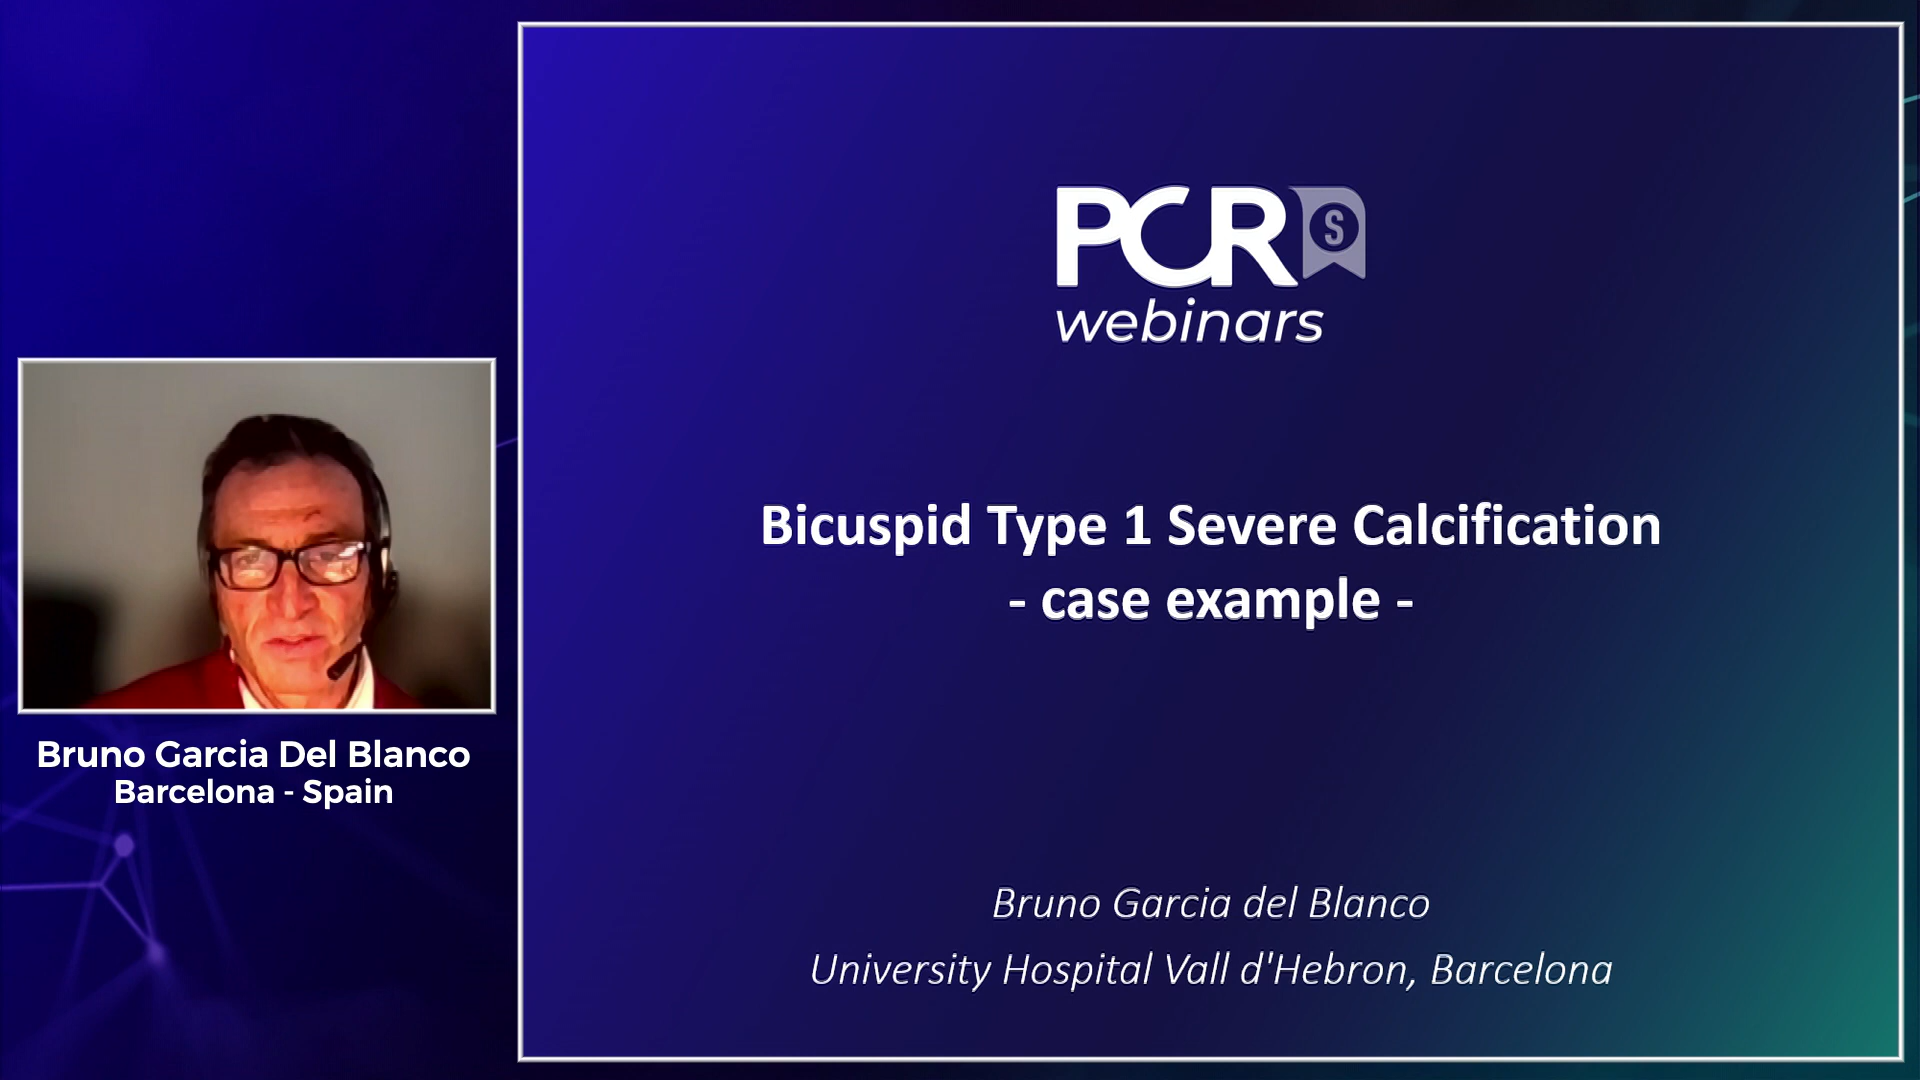 PCR S
webinars
Bicuspid Type 1 Severe Calcification
- case example -
Bruno Garcia del Blanco
University Hospital Vall d'Hebron, Barcelona
Bruno Garcia Del Blanco
Barcelona - Spain